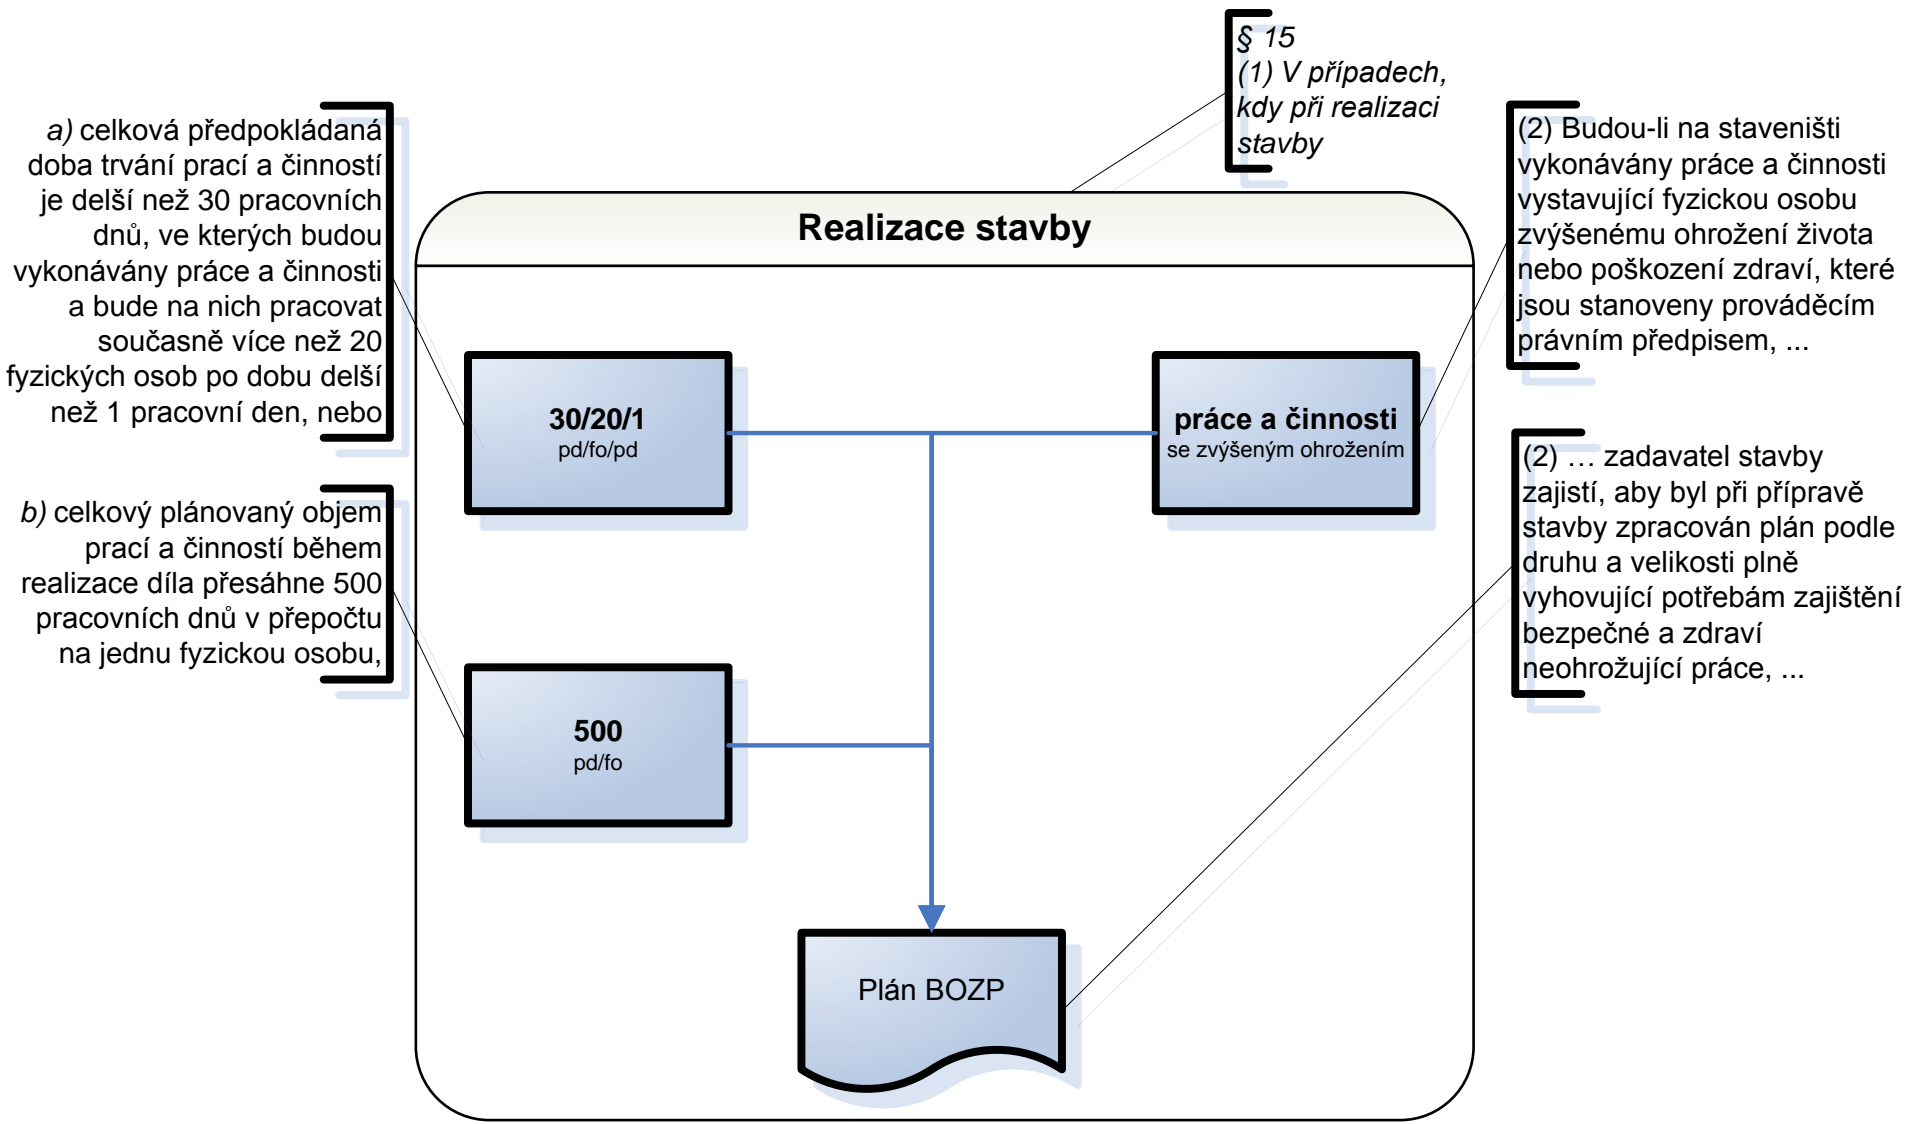 § 15
(1) V případech,
kdy při realizaci
stavby
a) celková předpokládaná
doba trvání prací a činností
je delší než 30 pracovních
dnů, ve kterých budou
vykonávány práce a činnosti
a bude na nich pracovat
současně více než 20
fyzických osob po dobu delší
než 1 pracovní den, nebo
b) celkový plánovaný objem
prací a činností během
realizace díla přesáhne 500
pracovních dnů v přepočtu
na jednu fyzickou osobu,
Realizace stavby
30/20/1
pd/fo/pd
práce a činnosti
se zvýšeným ohrožením
500
pd/fo
Plán BOZP
(2) Budou-li na staveništi
vykonávány práce a činnosti
vystavující fyzickou osobu
zvýšenému ohrožení života
nebo poškození zdraví, které
jsou stanoveny prováděcím
právním předpisem, ...
(2) … zadavatel stavby
zajistí, aby byl při přípravě
stavby zpracován plán podle
druhu a velikosti plně
vyhovující potřebám zajištění
bezpečné a zdraví
neohrožující práce, ...